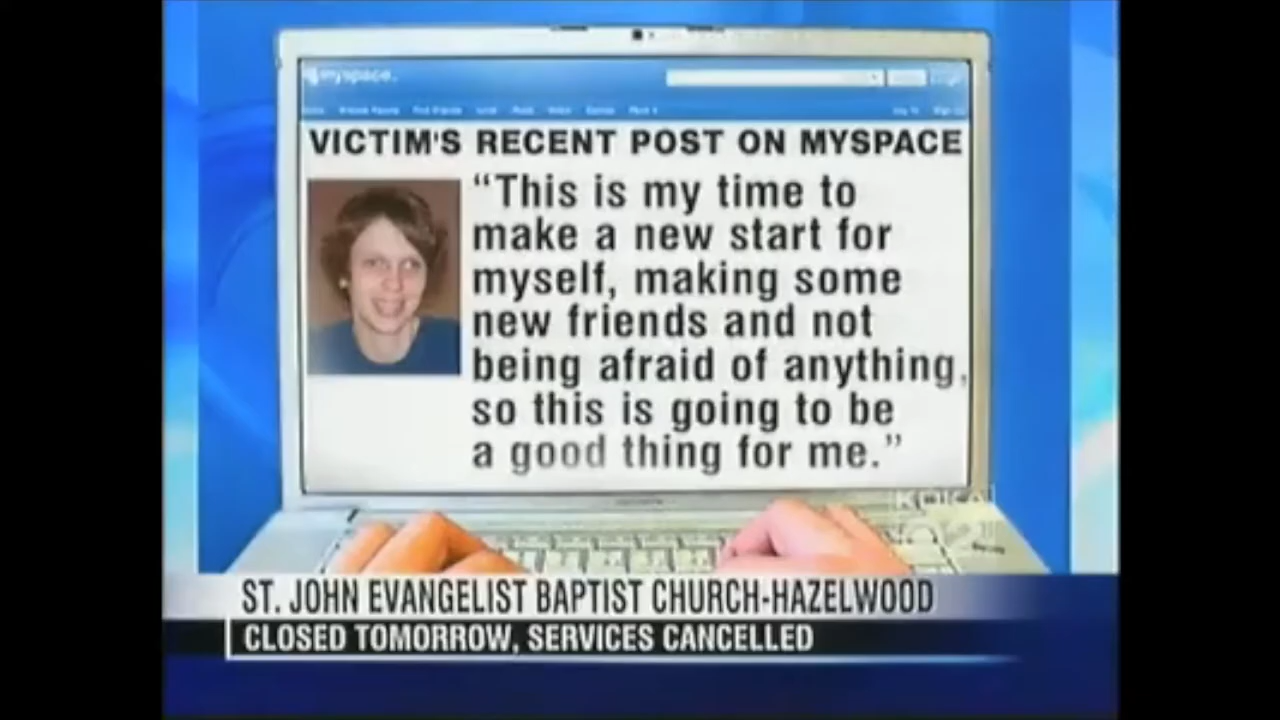 myspace.
VICTIM'S RECENT POST ON MYSPACE
“This is my time to
make a new start for
myself, making some
new friends and not
being afraid of anything,
so this is going to be
a good thing for me.”
KDKA
ST. JOHN EVANGELIST BAPTIST CHURCH-HAZELWOOD
CLOSED TOMORROW, SERVICES CANCELLED